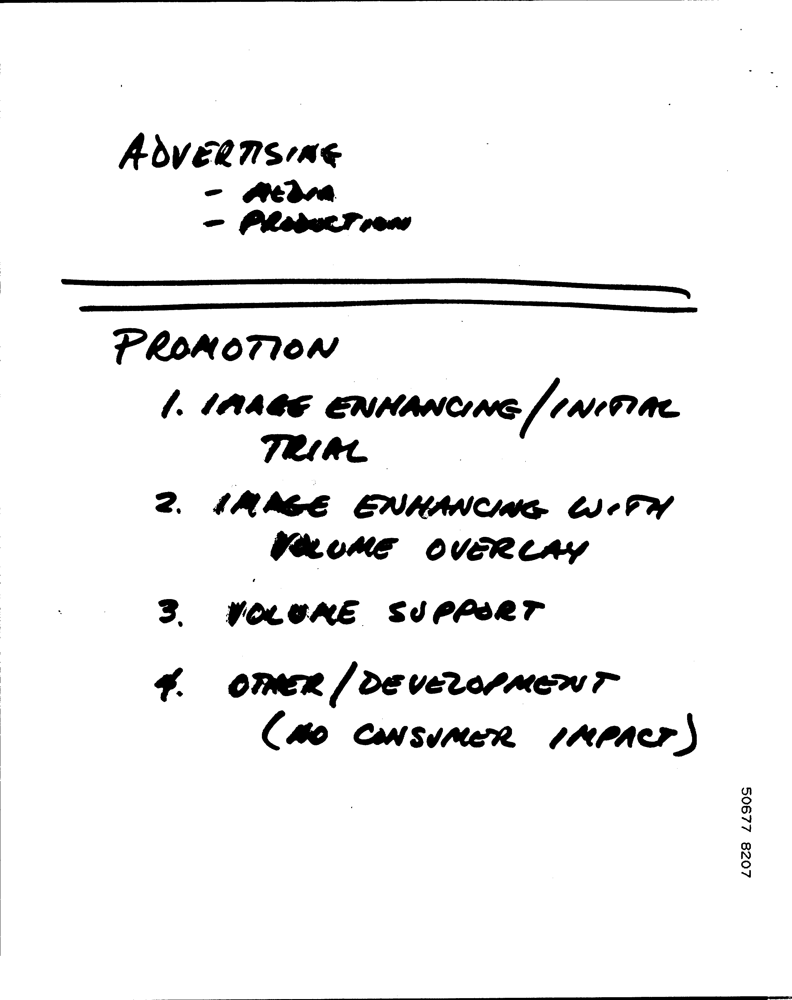 ADVERTISING
- MEDIA
- PRODUCTION
PROMOTION
1. IMAGE ENHANCING/INITIAL
TRIAL
2. IMAGE ENHANCING WITH
VOLUME OVERLAY
3. VOLUME SUPPORT
4. OTHER/DEVELOPMENT
(NO CONSUMER IMPACT)
50677 8207